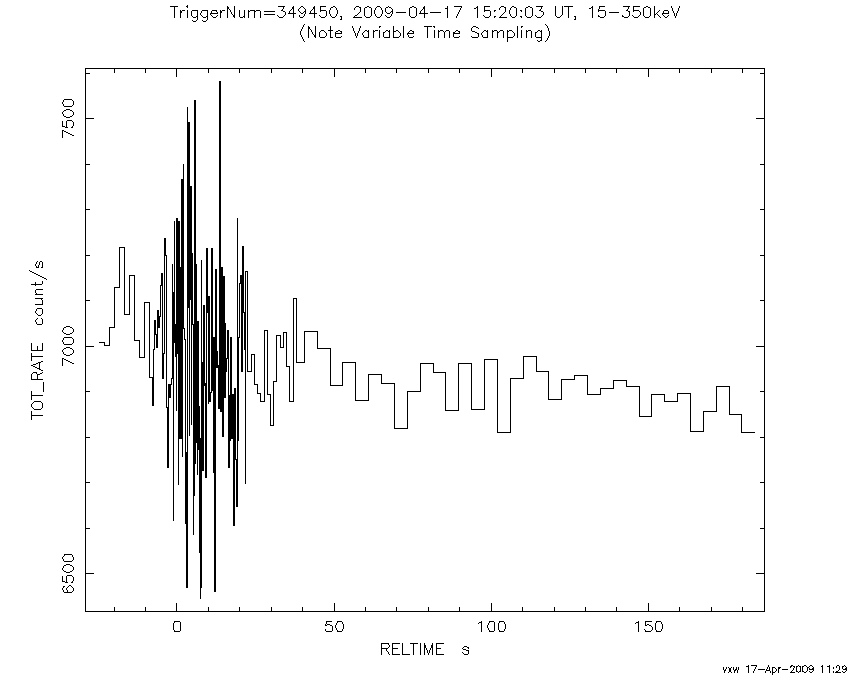 TriggerNum=349450, 2009-04-17 15:20:03 UT, 15-350keV
(Note Variable Time Sampling)
7500
7000
6500
TOT_RATE count/s
0 50 100 150
RELTIME s
vxw 17-Apr-2009 11:29